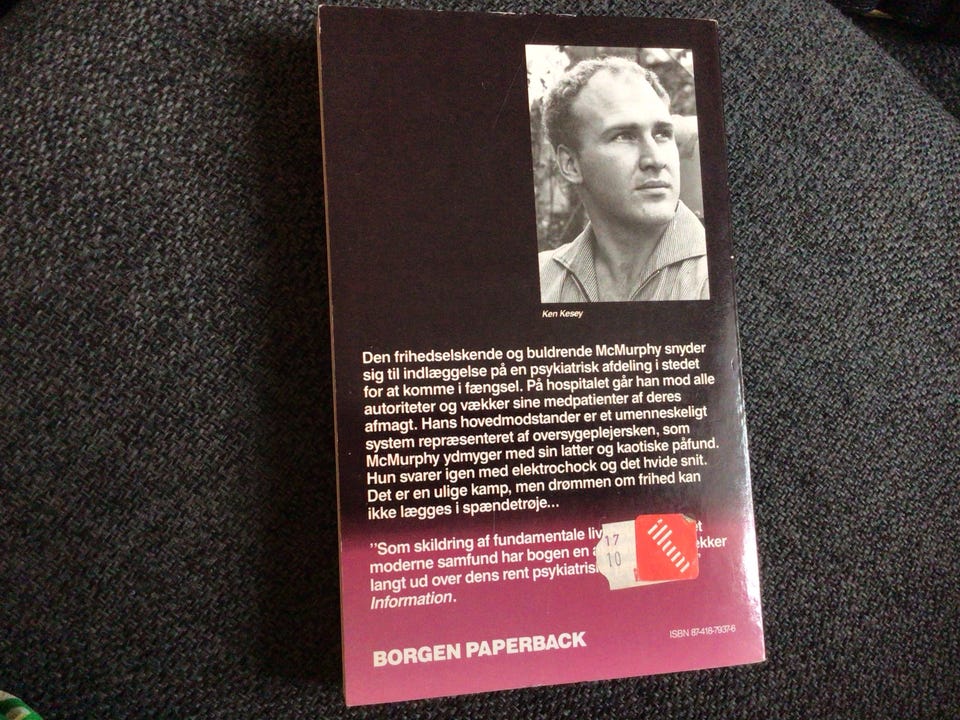 Ken Kesey
Den frihedselskende og buldrende McMurphy snyder
sig til indlæggelse på en psykiatrisk afdeling i stedet
for at komme i fængsel. På hospitalet går han mod alle
autoriteter og vækker sine medpatienter af deres
afmagt. Hans hovedmodstander er et umenneskeligt
system repræsenteret af oversygeplejersken, som
McMurphy ydmyger med sin latter og kaotiske påfund.
Hun svarer igen med elektrochock og det hvide snit.
Det er en ulige kamp, men drømmen om frihed kan
ikke lægges i spændetrøje...
"Som skildring af fundamentale
moderne samfund har bogen en
langt ud over dens rent
Information.
17
10
illum
BORGEN PAPERBACK
ISBN 87-418-7937-6